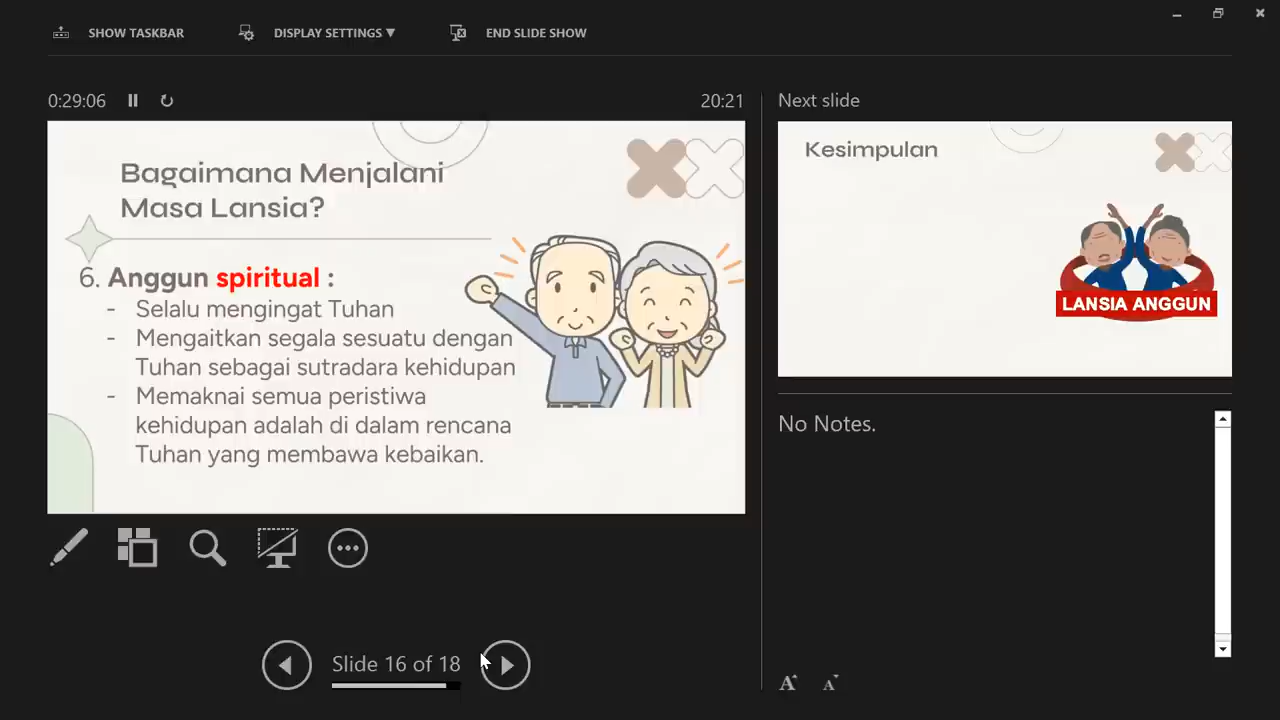 SHOW TASKBAR
DISPLAY SETTINGS ▼
END SLIDE SHOW
0:29:06
20:21
Bagaimana Menjalani
Masa Lansia?
6. Anggun spiritual :
- Selalu mengingat Tuhan
- Mengaitkan segala sesuatu dengan
Tuhan sebagai sutradara kehidupan
- Memaknai semua peristiwa
kehidupan adalah di dalam rencana
Tuhan yang membawa kebaikan.
Slide 16 of 18
Next slide
Kesimpulan
LANSIA ANGGUN
No Notes.
A
A